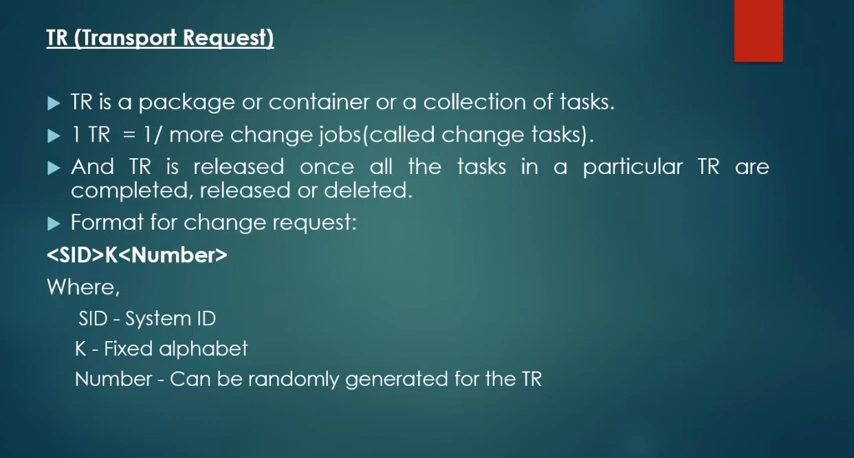 TR (Transport Request)
TR is a package or container or a collection of tasks.
1 TR = 1/ more change jobs(called change tasks).
And TR is released once all the tasks in a particular TR are
completed, released or deleted.
Format for change request:
<SID>K<Number>
Where,
SID - System ID
K - Fixed alphabet
Number - Can be randomly generated for the TR